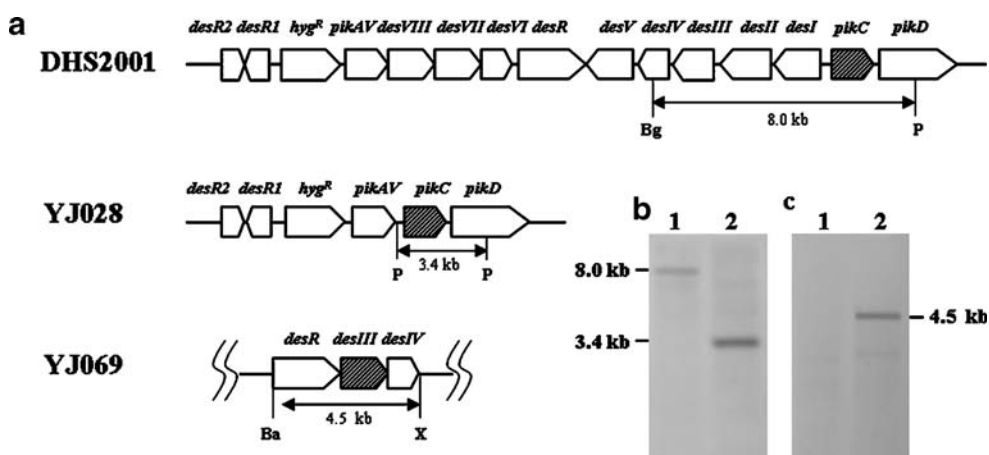 a
desR2 desR1 hyg^R pikAV desVIII desVII desVI desR desV desIV desIII desII desI pikC pikD
DHS2001
8.0 kb
Bg P
desR2 desR1 hyg^R pikAV pikC pikD
YJ028
3.4 kb
P P
desR desIII desIV
YJ069
4.5 kb
Ba X
b c
1 2 1 2
8.0 kb
4.5 kb
3.4 kb